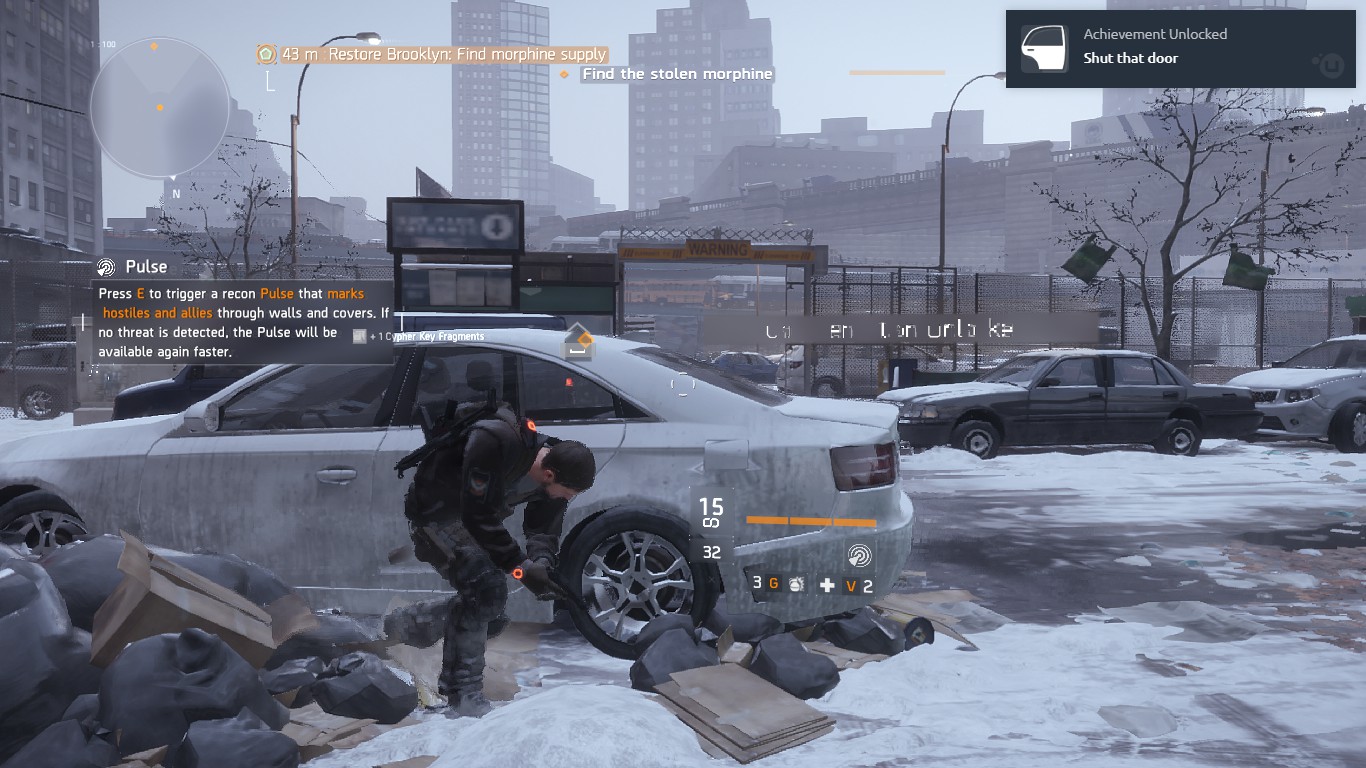 Achievement Unlocked
Shut that door
1:100
43 m Restore Brooklyn: Find morphine supply
Find the stolen morphine
N
WARNING
Pulse
Press E to trigger a recon Pulse that marks
hostiles and allies through walls and covers. If
no threat is detected, the Pulse will be
available again faster.
+1 Cypher Key Fragments
15
∞
32
3 G
V 2